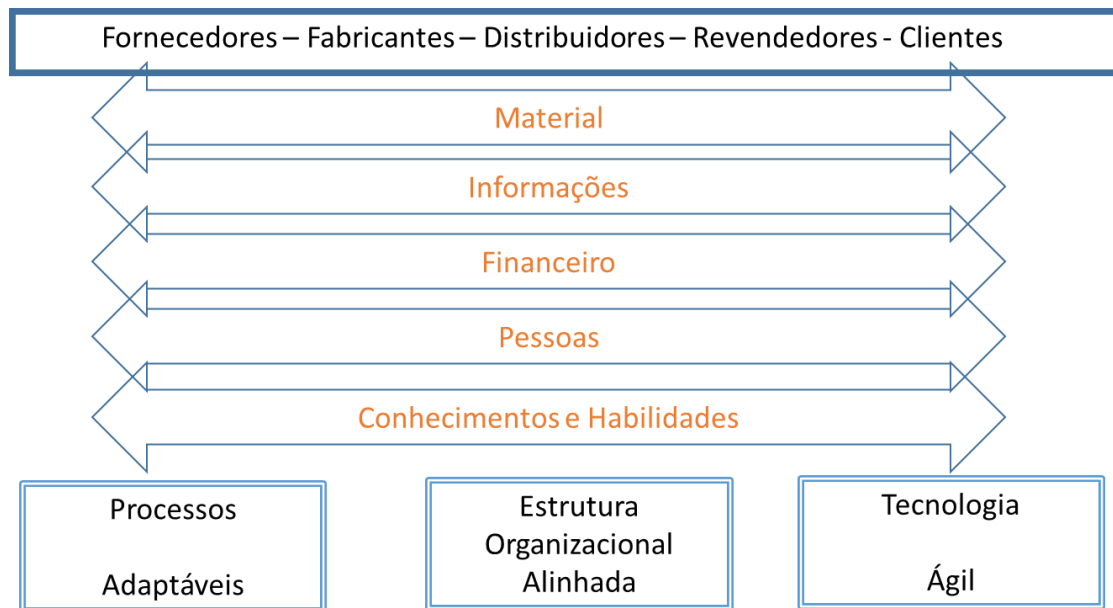 Fornecedores – Fabricantes – Distribuidores – Revendedores - Clientes
Material
Informações
Financeiro
Pessoas
Conhecimentos e Habilidades
Processos
Adaptáveis
Estrutura
Organizacional
Alinhada
Tecnologia
Ágil